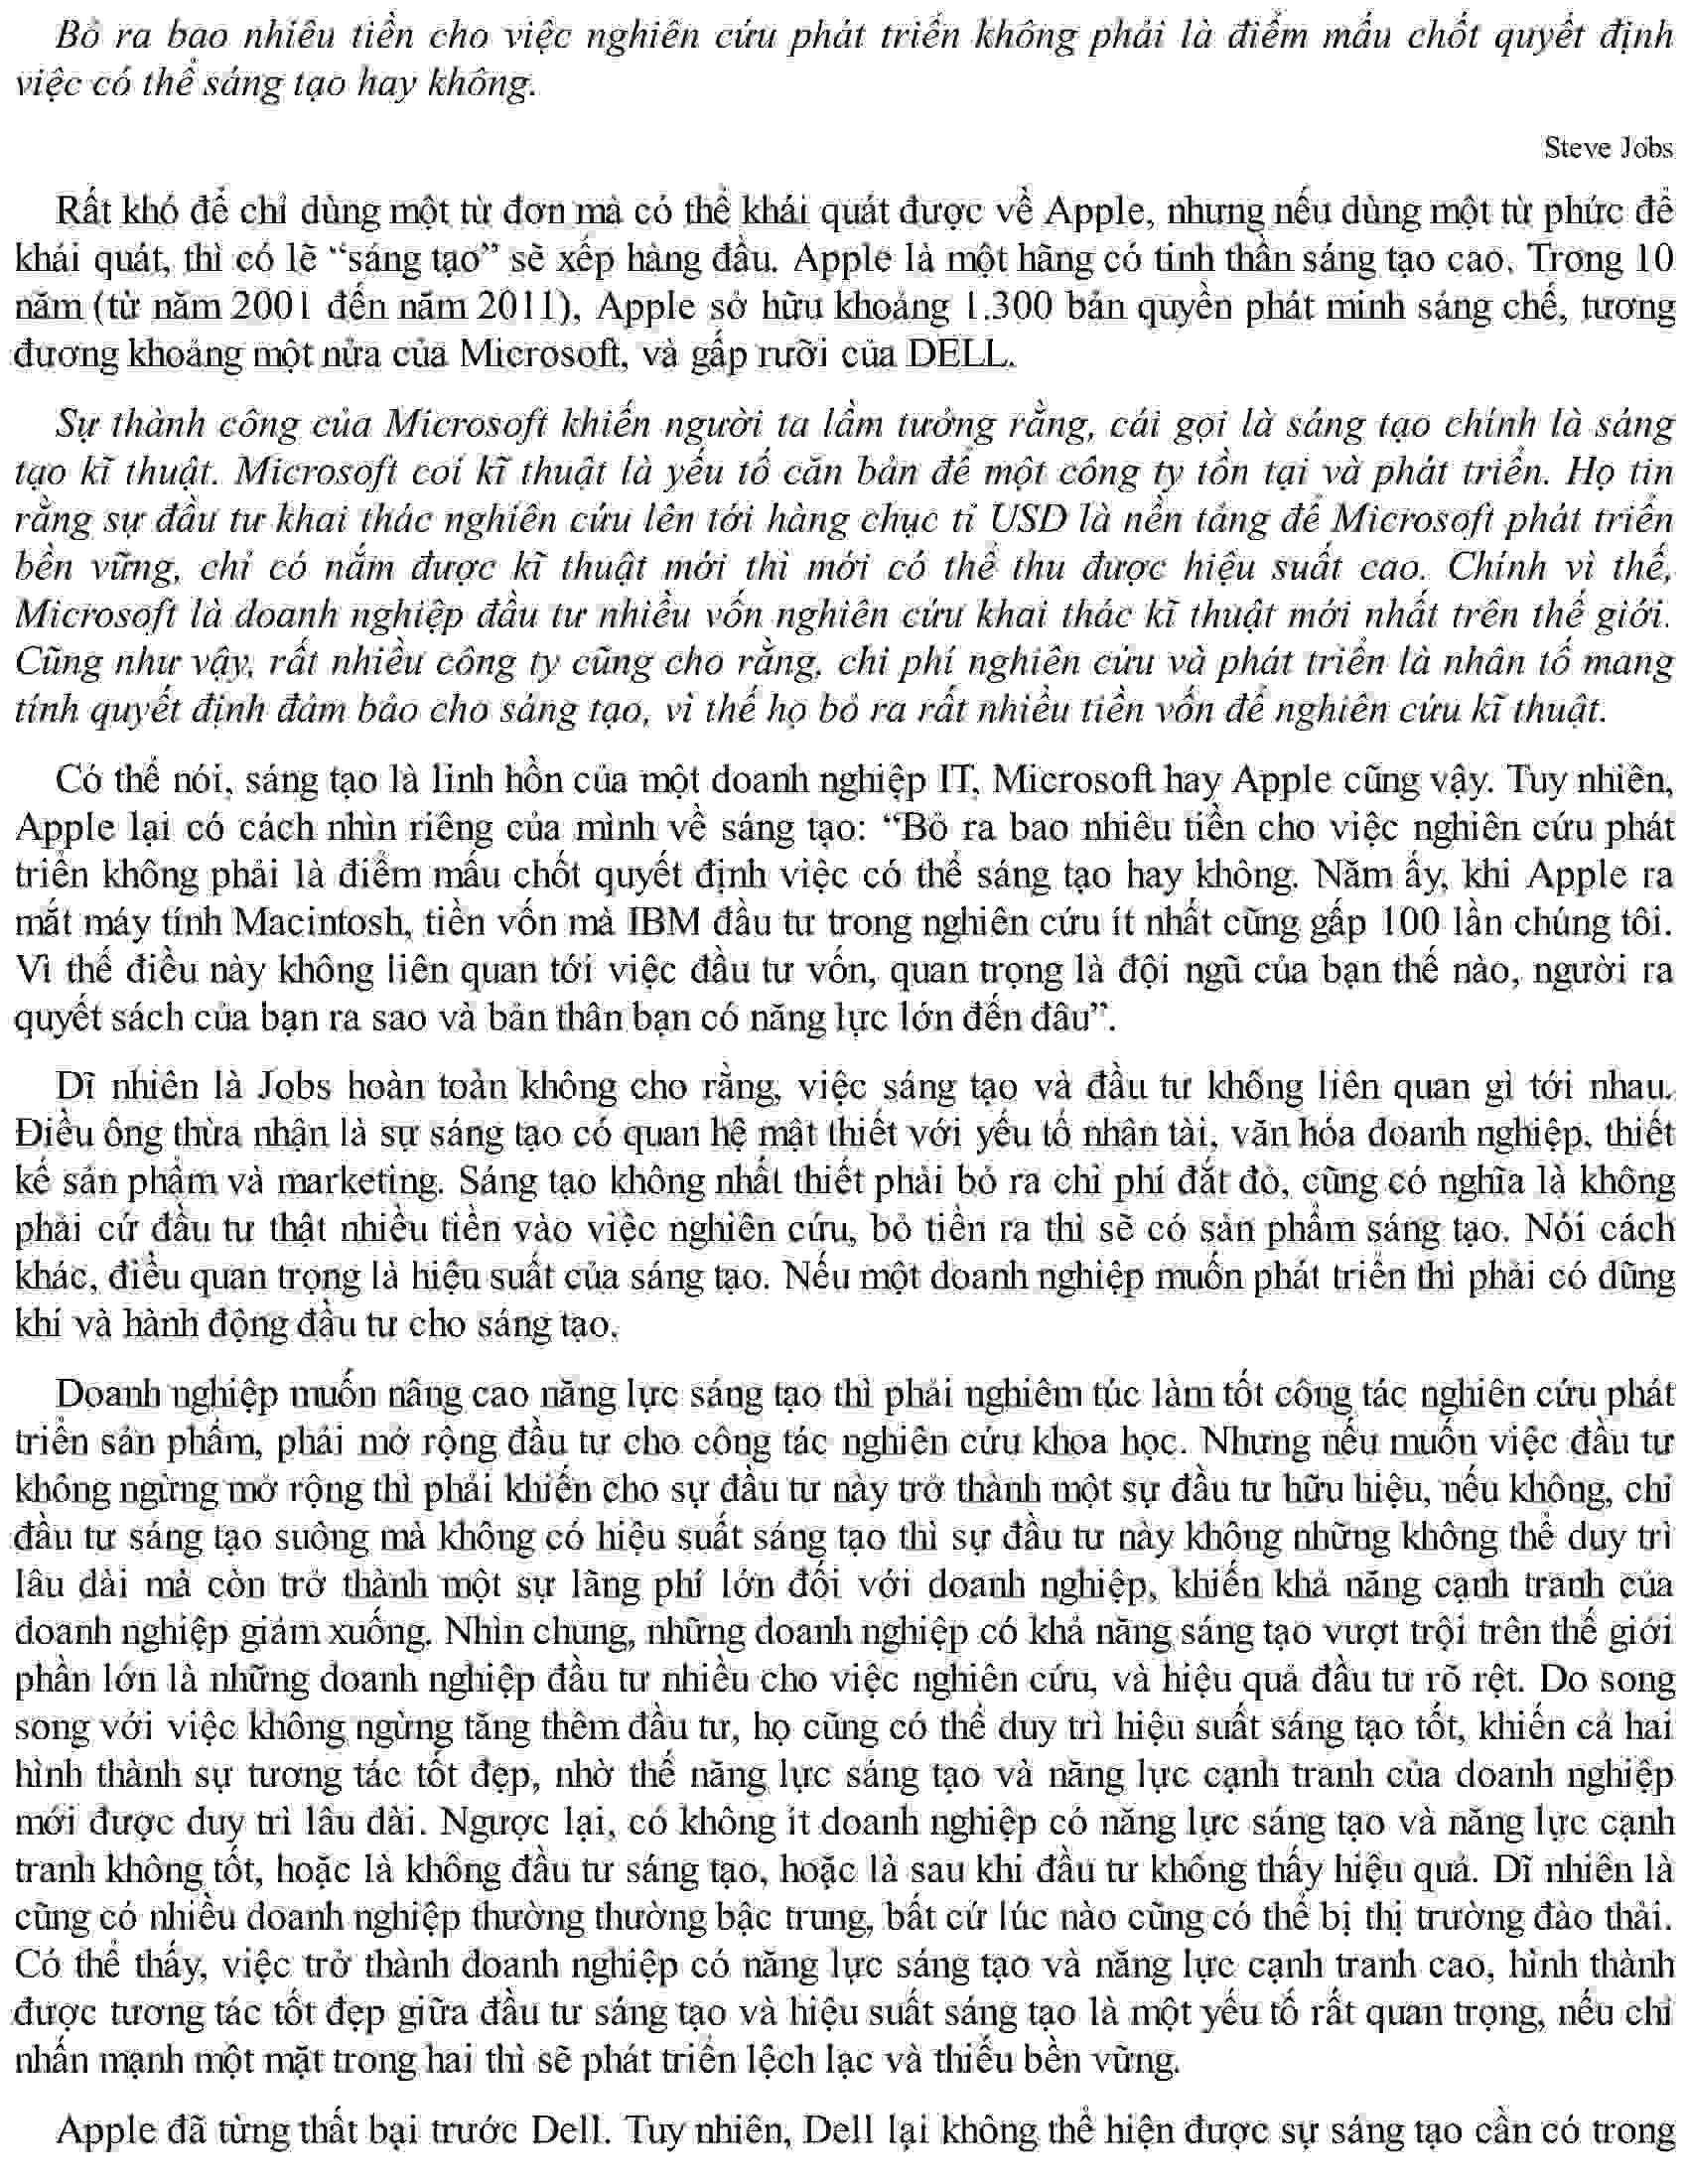 Bỏ ra bao nhiêu tiền cho việc nghiên cứu phát triển không phải là điểm mấu chốt quyết định
việc có thể sáng tạo hay không.
Steve Jobs
Rất khó để chỉ dùng một từ đơn mà có thể khái quát được về Apple, nhưng nếu dùng một từ phức để
khái quát, thì có lẽ “sáng tạo” sẽ xếp hàng đầu. Apple là một hãng có tinh thần sáng tạo cao. Trong 10
năm (từ năm 2001 đến năm 2011), Apple sở hữu khoảng 1.300 bản quyền phát minh sáng chế, tương
đương khoảng một nửa của Microsoft, và gấp rưỡi của DELL.
Sự thành công của Microsoft khiến người ta lầm tưởng rằng, cái gọi là sáng tạo chính là sáng
tạo kĩ thuật. Microsoft coi kĩ thuật là yếu tố căn bản để một công ty tồn tại và phát triển. Họ tin
rằng sự đầu tư khai thác nghiên cứu lên tới hàng chục tỉ USD là nền tảng để Microsoft phát triển
bền vững, chỉ có nắm được kĩ thuật mới thì mới có thể thu được hiệu suất cao. Chính vì thế,
Microsoft là doanh nghiệp đầu tư nhiều vốn nghiên cứu khai thác kĩ thuật mới nhất trên thế giới.
Cũng như vậy, rất nhiều công ty cũng cho rằng, chi phí nghiên cứu và phát triển là nhân tố mang
tính quyết định đảm bảo cho sáng tạo, vì thế họ bỏ ra rất nhiều tiền vốn để nghiên cứu kĩ thuật.
Có thể nói, sáng tạo là linh hồn của một doanh nghiệp IT, Microsoft hay Apple cũng vậy. Tuy nhiên,
Apple lại có cách nhìn riêng của mình về sáng tạo: “Bỏ ra bao nhiêu tiền cho việc nghiên cứu phát
triển không phải là điểm mấu chốt quyết định việc có thể sáng tạo hay không. Năm ấy, khi Apple ra
mắt máy tính Macintosh, tiền vốn mà IBM đầu tư trong nghiên cứu ít nhất cũng gấp 100 lần chúng tôi.
Vì thế điều này không liên quan tới việc đầu tư vốn, quan trọng là đội ngũ của bạn thế nào, người ra
quyết sách của bạn ra sao và bản thân bạn có năng lực lớn đến đâu”.
Dĩ nhiên là Jobs hoàn toàn không cho rằng, việc sáng tạo và đầu tư không liên quan gì tới nhau.
Điều ông thừa nhận là sự sáng tạo có quan hệ mật thiết với yếu tố nhận tài, văn hóa doanh nghiệp, thiết
kế sản phẩm và marketing. Sáng tạo không nhất thiết phải bỏ ra chi phí đắt đỏ, cũng có nghĩa là không
phải cứ đầu tư thật nhiều tiền vào việc nghiên cứu, bỏ tiền ra thì sẽ có sản phẩm sáng tạo. Nói cách
khác, điều quan trọng là hiệu suất của sáng tạo. Nếu một doanh nghiệp muốn phát triển thì phải có dũng
khí và hành động đầu tư cho sáng tạo.
Doanh nghiệp muốn nâng cao năng lực sáng tạo thì phải nghiêm túc làm tốt công tác nghiên cứu phát
triển sản phẩm, phải mở rộng đầu tư cho công tác nghiên cứu khoa học. Nhưng nếu muốn việc đầu tư
không ngừng mở rộng thì phải khiến cho sự đầu tư này trở thành một sự đầu tư hữu hiệu, nếu không, chỉ
đầu tư sáng tạo suông mà không có hiệu suất sáng tạo thì sự đầu tư này không những không thể duy trì
lâu dài mà còn trở thành một sự lãng phí lớn đối với doanh nghiệp, khiến khả năng cạnh tranh của
doanh nghiệp giảm xuống. Nhìn chung, những doanh nghiệp có khả năng sáng tạo vượt trội trên thế giới
phần lớn là những doanh nghiệp đầu tư nhiều cho việc nghiên cứu, và hiệu quả đầu tư rõ rệt. Do song
song với việc không ngừng tăng thêm đầu tư, họ cũng có thể duy trì hiệu suất sáng tạo tốt, khiến cả hai
hình thành sự tương tác tốt đẹp, nhờ thế năng lực sáng tạo và năng lực cạnh tranh của doanh nghiệp
mới được duy trì lâu dài. Ngược lại, có không ít doanh nghiệp có năng lực sáng tạo và năng lực cạnh
tranh không tốt, hoặc là không đầu tư sáng tạo, hoặc là sau khi đầu tư không thấy hiệu quả. Dĩ nhiên là
cũng có nhiều doanh nghiệp thường thường bậc trung, bất cứ lúc nào cũng có thể bị thị trường đào thải.
Có thể thấy, việc trở thành doanh nghiệp có năng lực sáng tạo và năng lực cạnh tranh cao, hình thành
được tương tác tốt đẹp giữa đầu tư sáng tạo và hiệu suất sáng tạo là một yếu tố rất quan trọng, nếu chỉ
nhấn mạnh một mặt trong hai thì sẽ phát triển lệch lạc và thiếu bền vững.
Apple đã từng thất bại trước Dell. Tuy nhiên, Dell lại không thể hiện được sự sáng tạo cần có trong